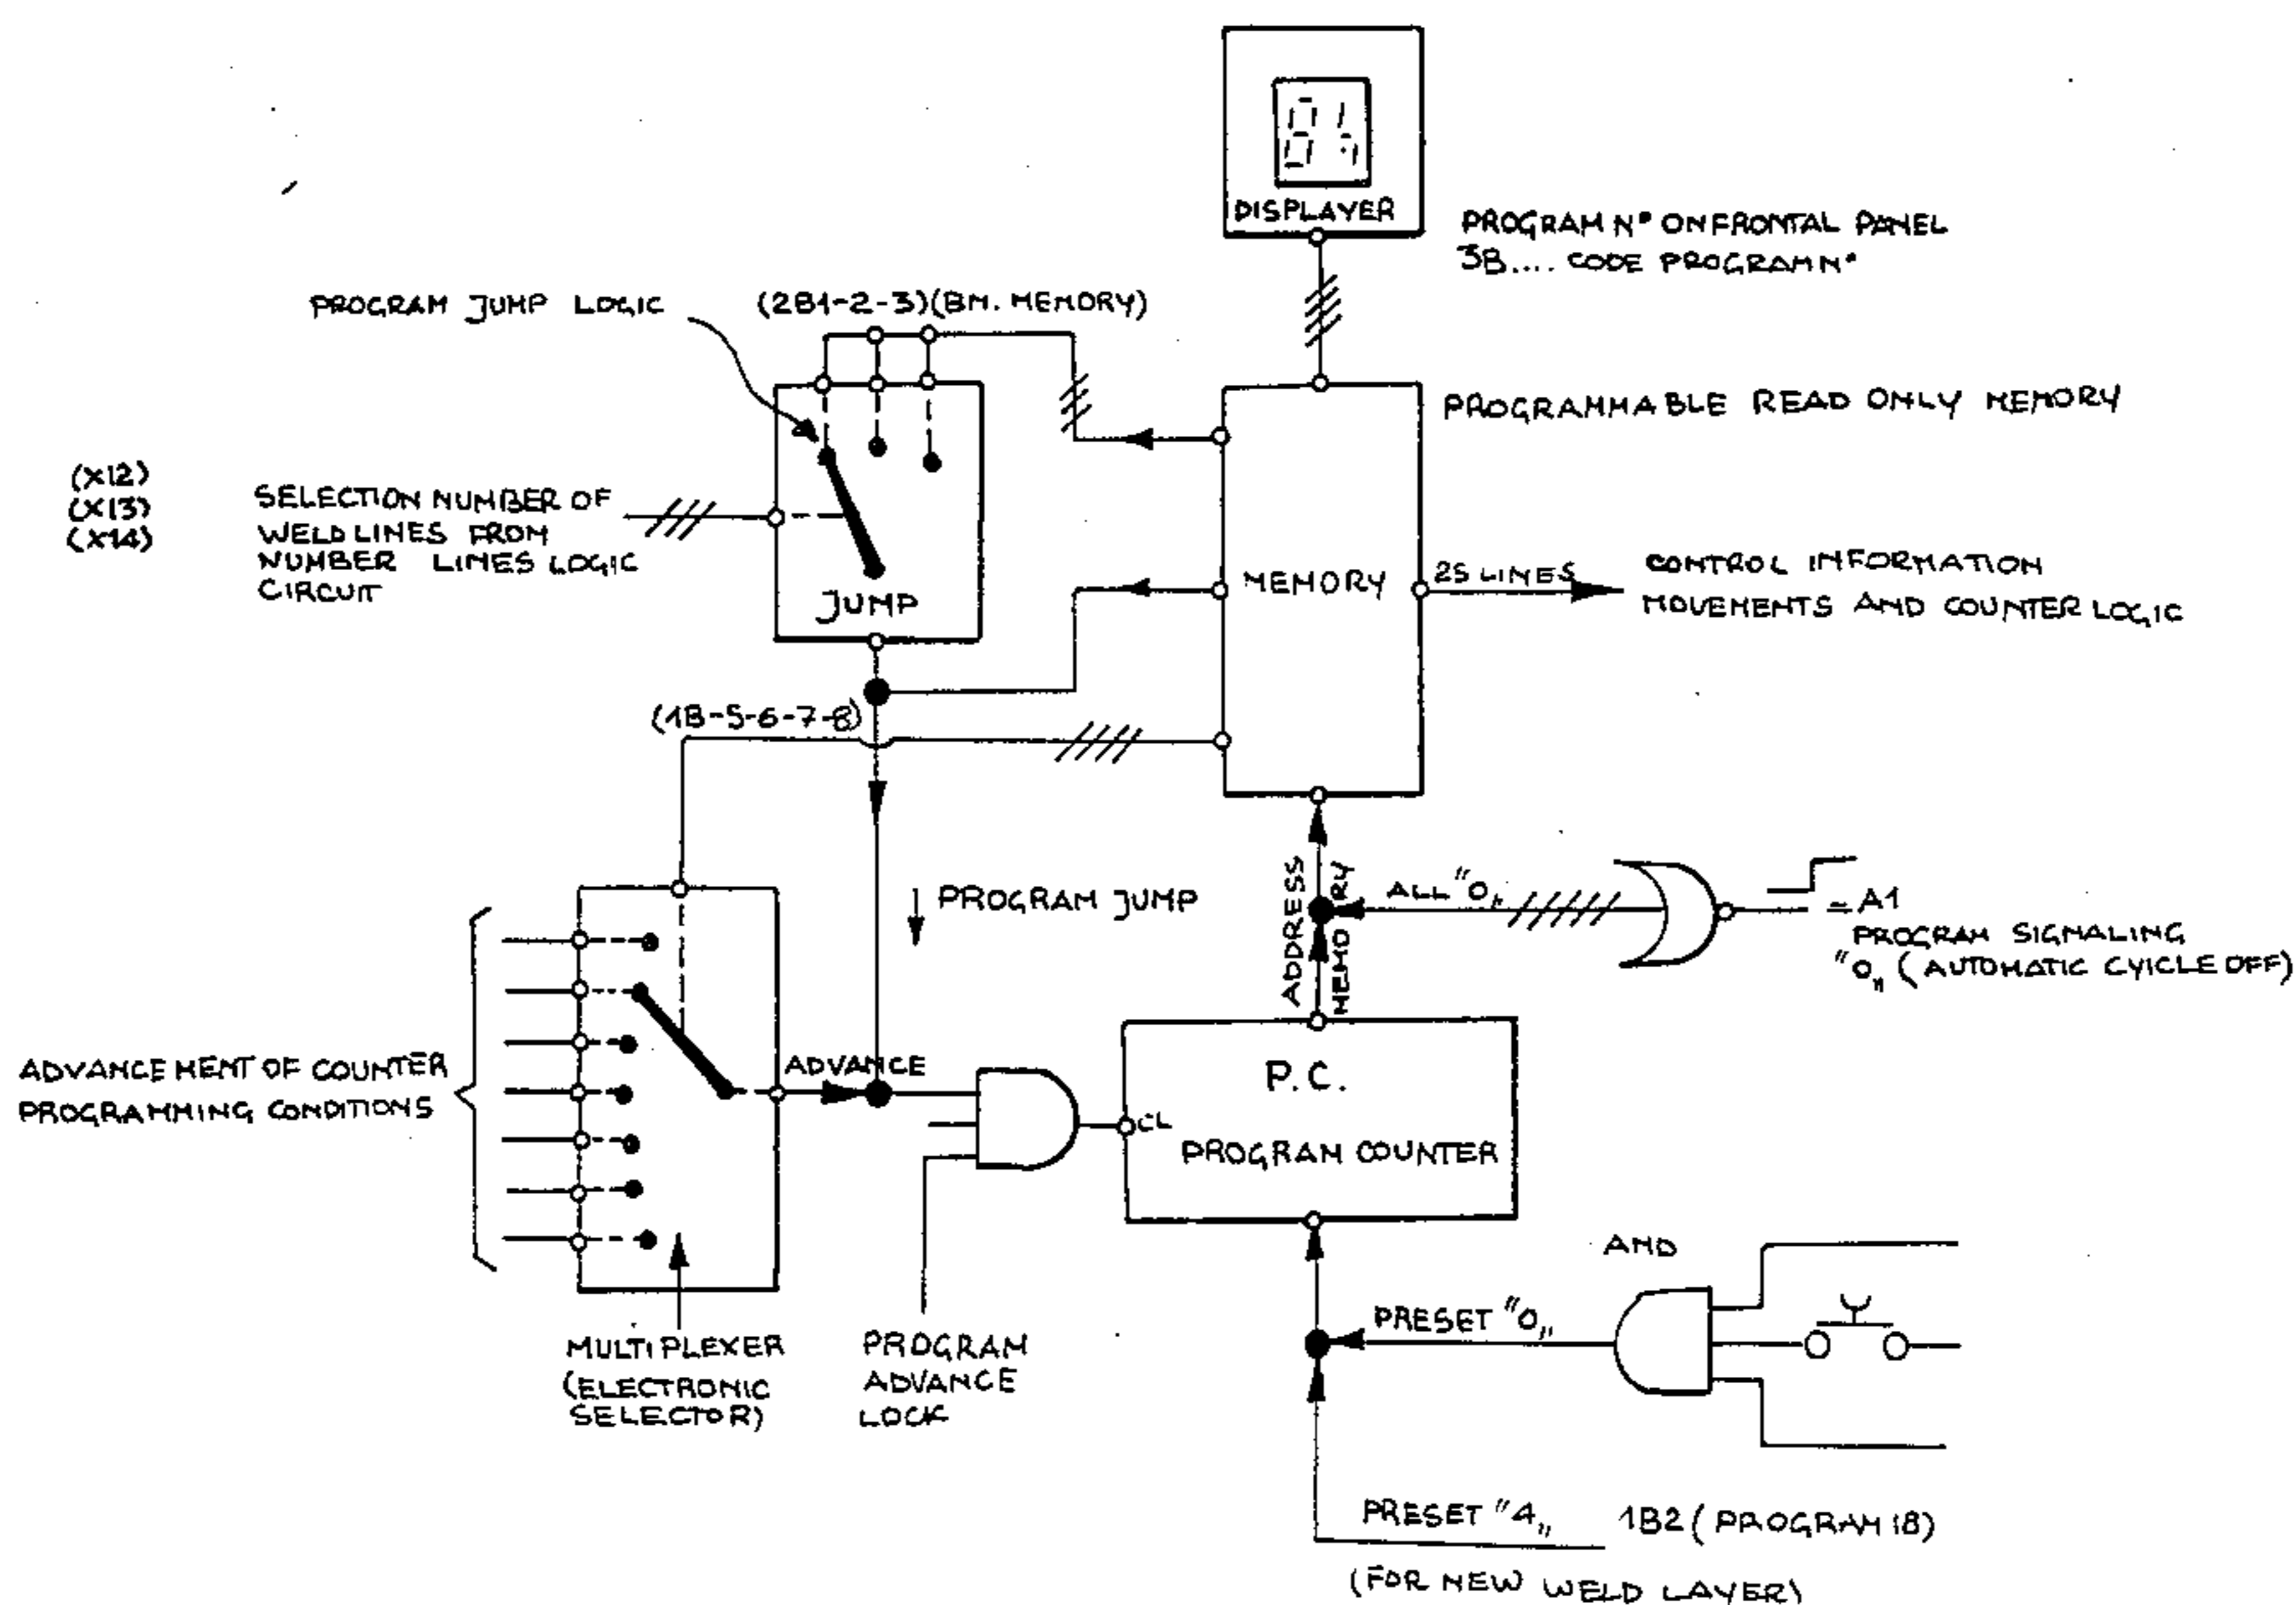 DISPLAYER
PROGRAM N° ON FRONTAL PANEL
3B.... CODE PROGRAM N°
PROGRAM JUMP LOGIC
(2B1-2-3)(BM. MEMORY)
PROGRAMMABLE READ ONLY MEMORY
(X12)
(X13)
(X14)
SELECTION NUMBER OF
WELD LINES FROM
NUMBER LINES LOGIC
CIRCUIT
JUMP
MEMORY
25 LINES
CONTROL INFORMATION
MOVEMENTS AND COUNTER LOGIC
(1B-5-6-7-8)
PROGRAM JUMP
ADDRESS
MEMORY
ALL "0„
= A1
PROGRAM SIGNALING
"0„ (AUTOMATIC CYICLE OFF)
ADVANCEMENT OF COUNTER
PROGRAMMING CONDITIONS
ADVANCE
CL
P.C.
PROGRAM COUNTER
MULTIPLEXER
(ELECTRONIC
SELECTOR)
PROGRAM
ADVANCE
LOCK
AND
PRESET "0„
PRESET "4„ 1B2 (PROGRAM 18)
(FOR NEW WELD LAYER)